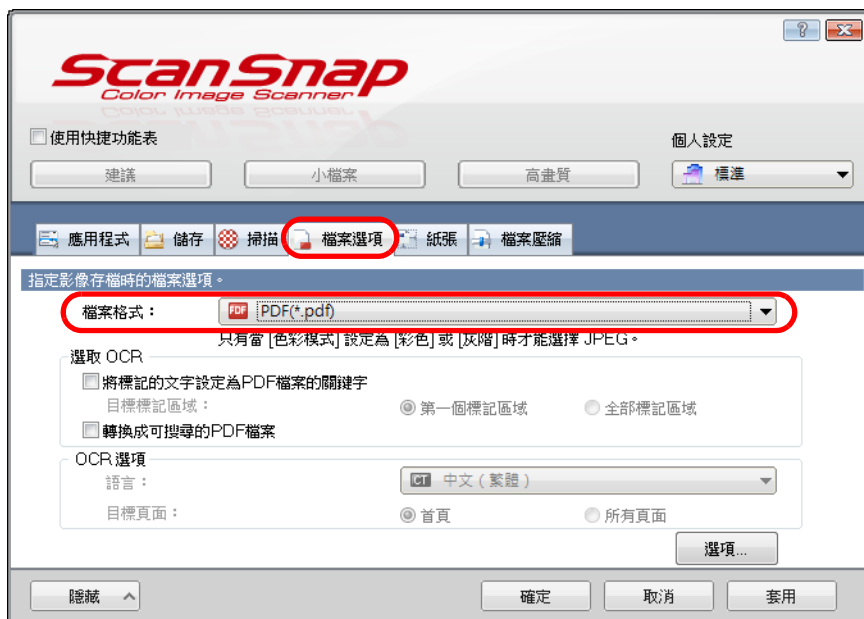 ScanSnap
Color Image Scanner
使用快捷功能表
個人設定
建議 小檔案 高畫質 標準
應用程式 儲存 掃描 檔案選項 紙張 檔案壓縮
指定影像存檔時的檔案選項。
檔案格式： PDF PDF(*.pdf)
只有當 [色彩模式] 設定為 [彩色] 或 [灰階] 時才能選擇 JPEG。
選取 OCR
將標記的文字設定為PDF檔案的關鍵字
目標標記區域： 第一個標記區域 全部標記區域
轉換成可搜尋的PDF檔案
OCR 選項
語言： CT 中文（繁體）
目標頁面： 首頁 所有頁面
選項...
隱藏 確定 取消 套用